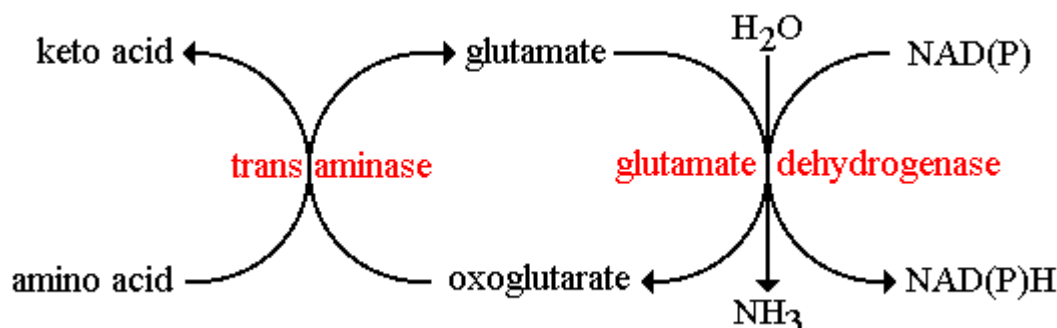 keto acid
glutamate
H2O
NAD(P)
trans aminase
glutamate dehydrogenase
amino acid
oxoglutarate
NH3
NAD(P)H